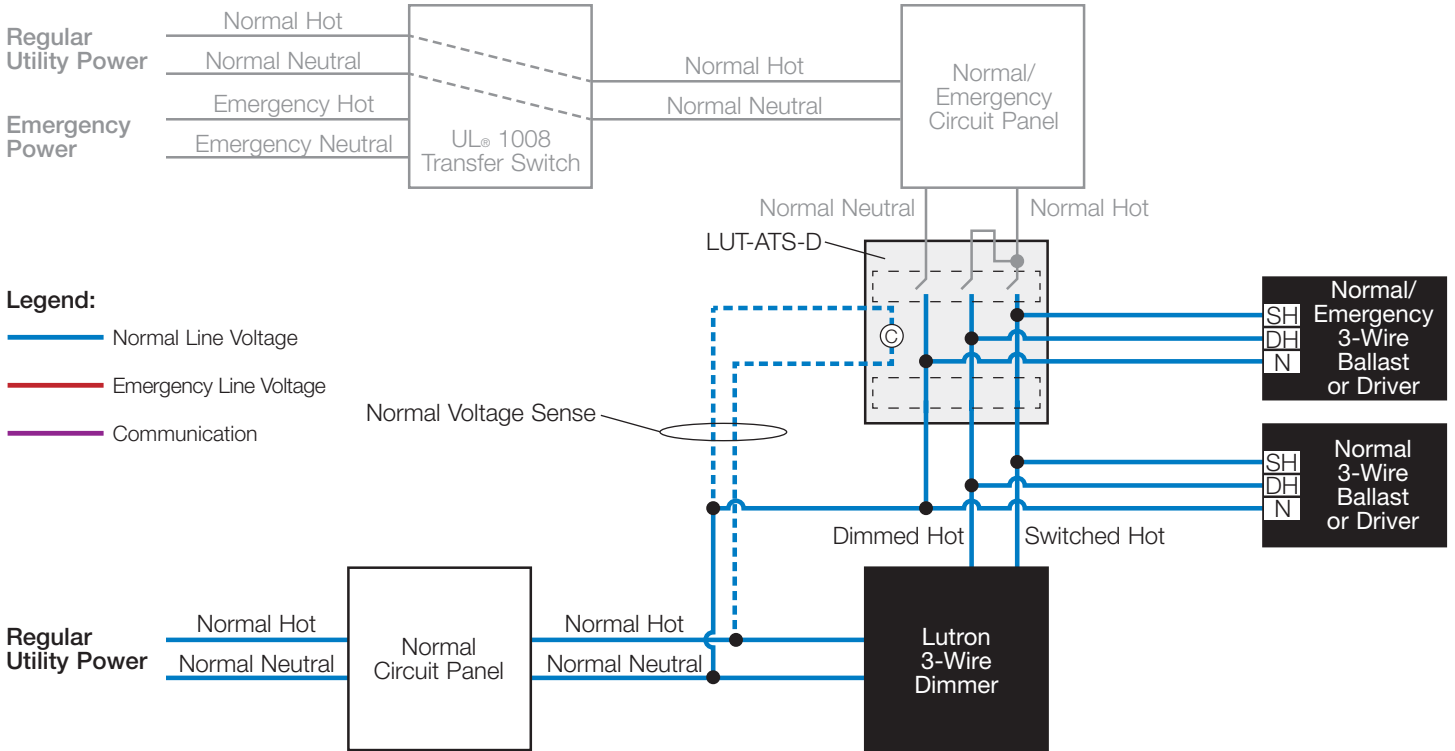 Regular
Utility Power
Normal Hot
Normal Neutral
Emergency
Power
Emergency Hot
Emergency Neutral
UL® 1008
Transfer Switch
Normal Hot
Normal Neutral
Normal/
Emergency
Circuit Panel
Normal Neutral
Normal Hot
LUT-ATS-D
C
Legend:
Normal Line Voltage
Emergency Line Voltage
Communication
Normal Voltage Sense
SH
DH
N
Normal/
Emergency
3-Wire
Ballast
or Driver
SH
DH
N
Normal
3-Wire
Ballast
or Driver
Dimmed Hot
Switched Hot
Regular
Utility Power
Normal Hot
Normal Neutral
Normal
Circuit Panel
Normal Hot
Normal Neutral
Lutron
3-Wire
Dimmer